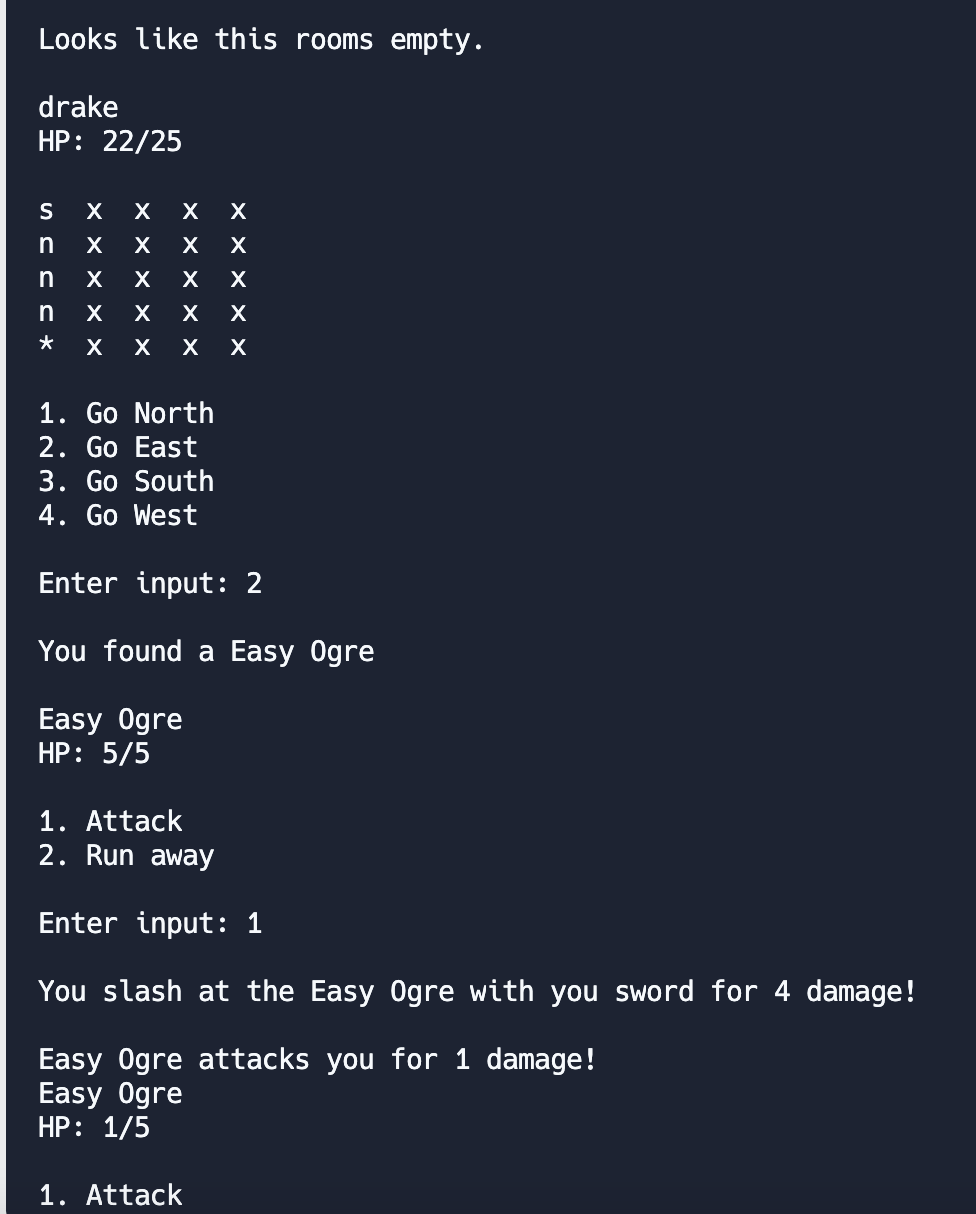 Looks like this rooms empty.
drake
HP: 22/25
s x x x x
n x x x x
n x x x x
n x x x x
* x x x x
1. Go North
2. Go East
3. Go South
4. Go West
Enter input: 2
You found a Easy Ogre
Easy Ogre
HP: 5/5
1. Attack
2. Run away
Enter input: 1
You slash at the Easy Ogre with you sword for 4 damage!
Easy Ogre attacks you for 1 damage!
Easy Ogre
HP: 1/5
1. Attack